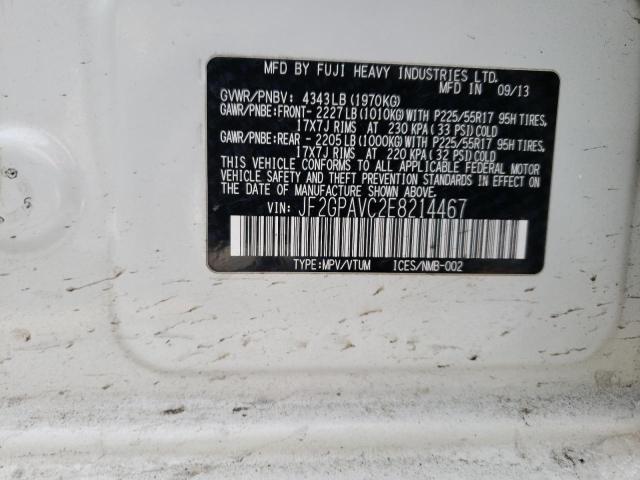 MFD BY FUJI HEAVY INDUSTRIES LTD.
MFD IN 09/13
GVWR/PNBV: 4343LB(1970KG)
GAWR/PNBE:FRONT- 2227LB(1010KG)WITH P225/55R17 95H TIRES,
17X7J RIMS AT 230 KPA(33 PSI)COLD
GAWR/PNBE:REAR - 2205LB(1000KG)WITH P225/55R17 95H TIRES,
17X7J RIMS AT 220 KPA(32 PSI)COLD
THIS VEHICLE CONFORMS TO ALL APPLICABLE FEDERAL MOTOR
VEHICLE SAFETY, BUMPER, AND THEFT PREVENTION
STANDARDS IN EFFECT ON THE DATE OF MANUFACTURE
SHOWN ABOVE.
VIN: JF2GPAVC2E8214467
TYPE:MPV/VTUM ICES/NMB-002